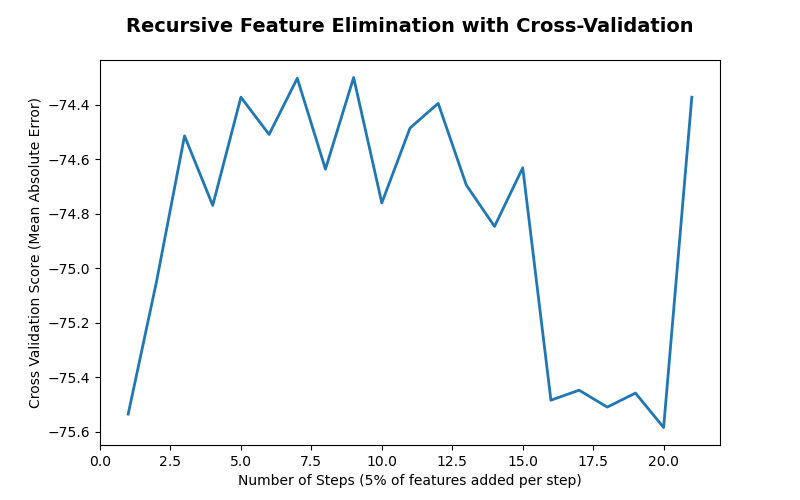 Recursive Feature Elimination with Cross-Validation
Cross Validation Score (Mean Absolute Error)
−74.4
−74.6
−74.8
−75.0
−75.2
−75.4
−75.6
0.0 2.5 5.0 7.5 10.0 12.5 15.0 17.5 20.0
Number of Steps (5% of features added per step)